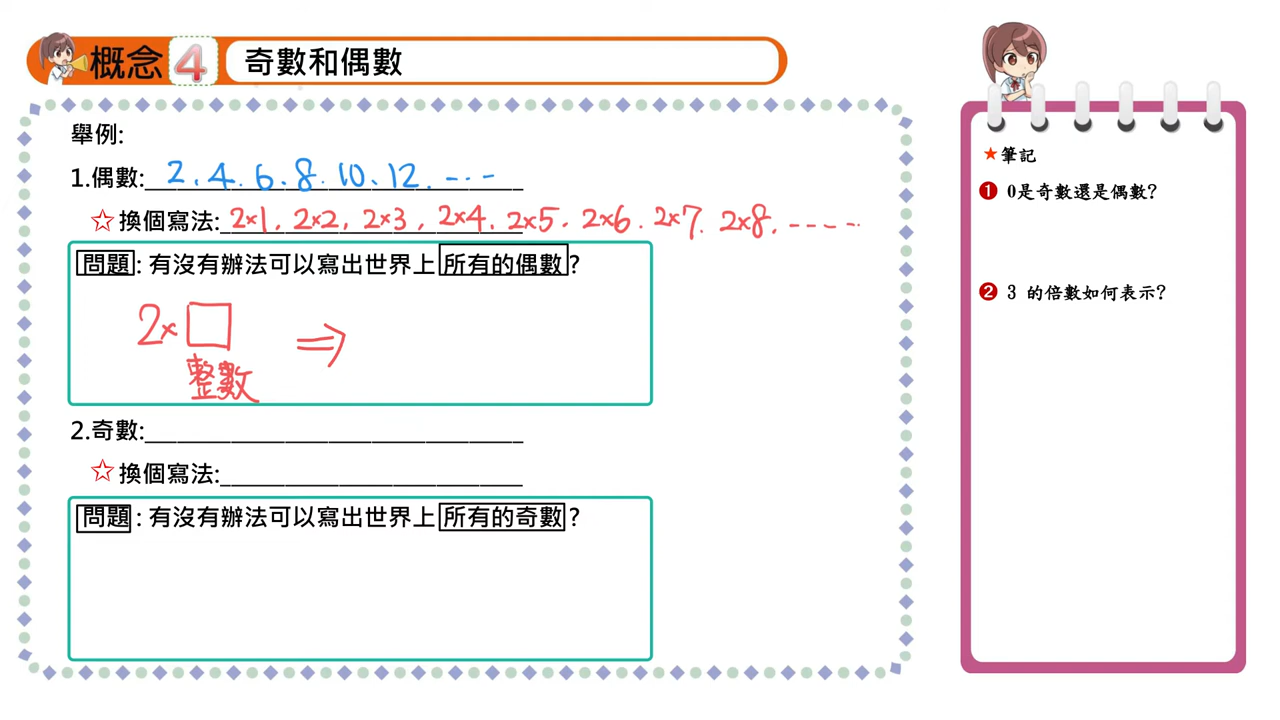 概念 4 奇數和偶數
舉例:
1.偶數: 2、4、6、8、10、12、……
☆換個寫法: 2×1、2×2、2×3、2×4、2×5、2×6、2×7、2×8、……
問題: 有沒有辦法可以寫出世界上 所有的偶數?
2×□ ⇒
整數
2.奇數:
☆換個寫法:
問題: 有沒有辦法可以寫出世界上 所有的奇數?
★筆記
1 0是奇數還是偶數?
2 3 的倍數如何表示?